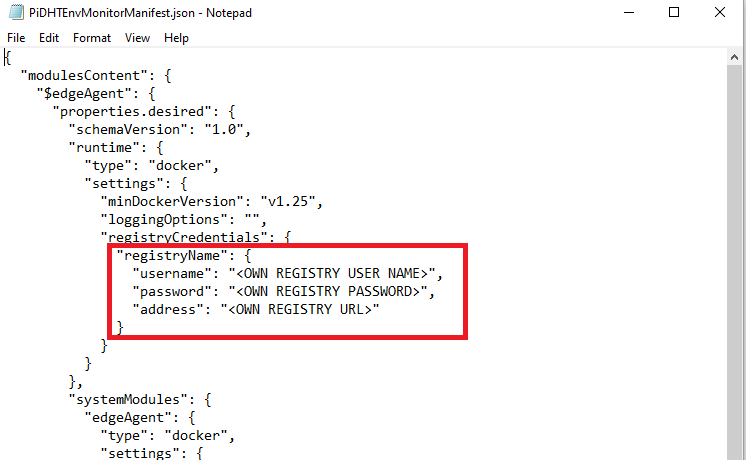 PiDHTEnvMonitorManifest.json - Notepad
File Edit Format View Help
{
  "modulesContent": {
    "$edgeAgent": {
      "properties.desired": {
        "schemaVersion": "1.0",
        "runtime": {
          "type": "docker",
          "settings": {
            "minDockerVersion": "v1.25",
            "loggingOptions": "",
            "registryCredentials": {
              "registryName": {
                "username": "<OWN REGISTRY USER NAME>",
                "password": "<OWN REGISTRY PASSWORD>",
                "address": "<OWN REGISTRY URL>"
              }
            }
          }
        },
        "systemModules": {
          "edgeAgent": {
            "type": "docker",
            "settings": {